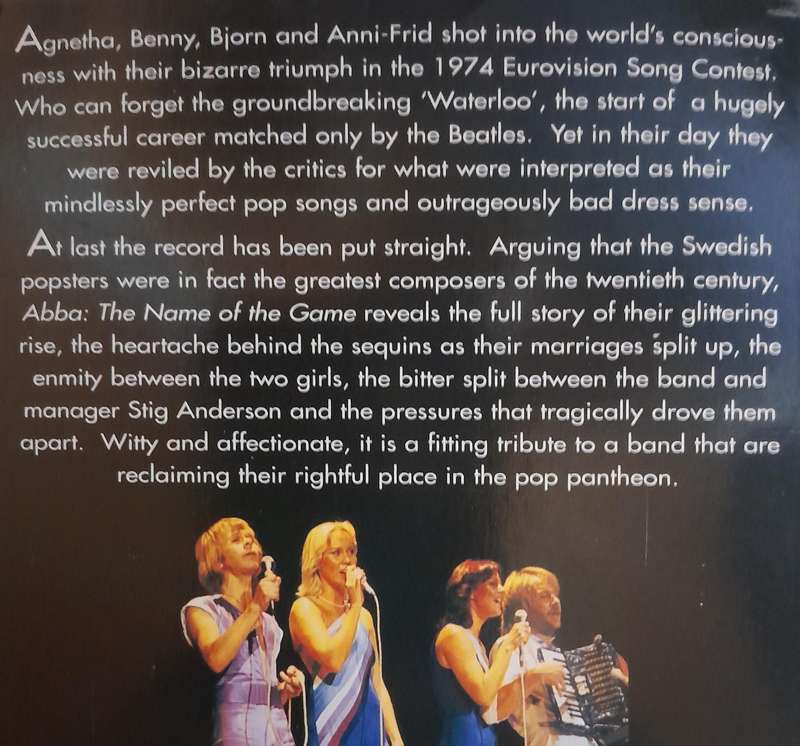 Agnetha, Benny, Bjorn and Anni-Frid shot into the world's conscious-
ness with their bizarre triumph in the 1974 Eurovision Song Contest.
Who can forget the groundbreaking 'Waterloo', the start of a hugely
successful career matched only by the Beatles. Yet in their day they
were reviled by the critics for what were interpreted as their
mindlessly perfect pop songs and outrageously bad dress sense.
At last the record has been put straight. Arguing that the Swedish
popsters were in fact the greatest composers of the twentieth century,
Abba: The Name of the Game reveals the full story of their glittering
rise, the heartache behind the sequins as their marriages split up, the
enmity between the two girls, the bitter split between the band and
manager Stig Anderson and the pressures that tragically drove them
apart. Witty and affectionate, it is a fitting tribute to a band that are
reclaiming their rightful place in the pop pantheon.